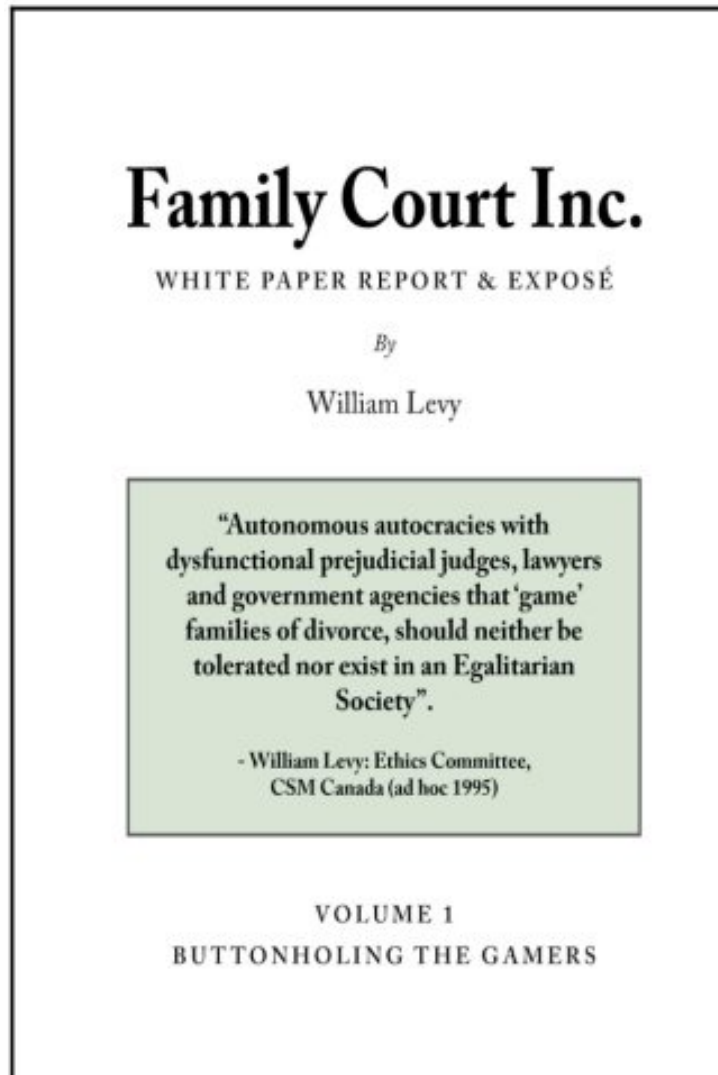 Family Court Inc.
WHITE PAPER REPORT & EXPOSÉ
By
William Levy
“Autonomous autocracies with
dysfunctional prejudicial judges, lawyers
and government agencies that ‘game’
families of divorce, should neither be
tolerated nor exist in an Egalitarian
Society”.
- William Levy: Ethics Committee,
CSM Canada (ad hoc 1995)
VOLUME 1
BUTTONHOLING THE GAMERS